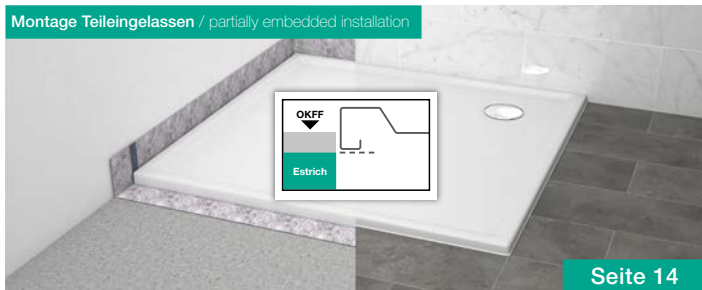 Montage Teileingelassen / partially embedded installation
OKFF
Estrich
Seite 14